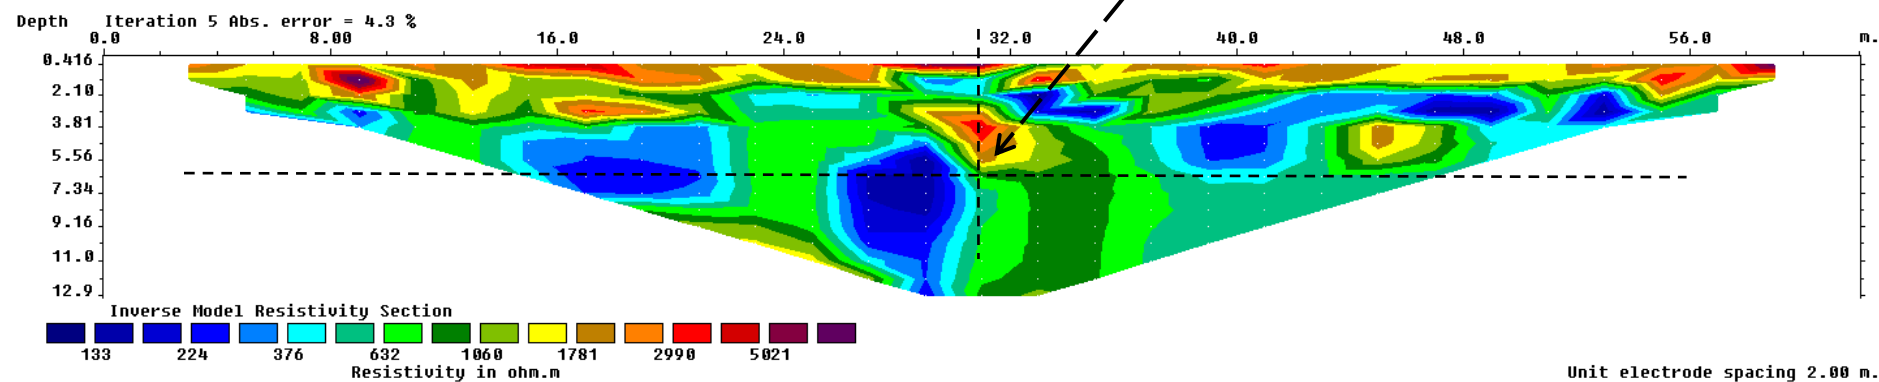 Depth Iteration 5 Abs. error = 4.3 %
0.0 8.00 16.0 24.0 32.0 40.0 48.0 56.0 m.
0.416
2.10
3.81
5.56
7.34
9.16
11.0
12.9
Inverse Model Resistivity Section
133 224 376 632 1060 1781 2990 5021
Resistivity in ohm.m
Unit electrode spacing 2.00 m.